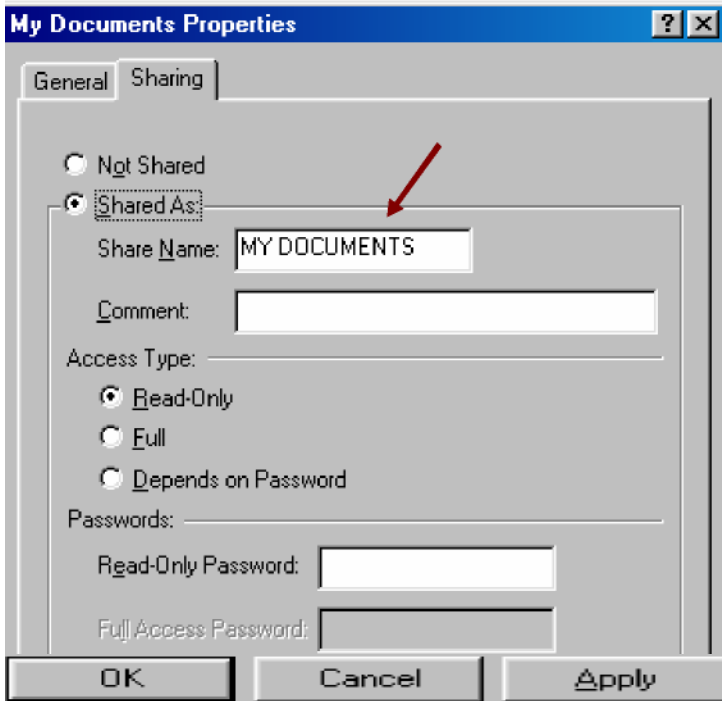 My Documents Properties ? ×
General Sharing
Not Shared
Shared As:
Share Name: MY DOCUMENTS
Comment:
Access Type:
Read-Only
Full
Depends on Password
Passwords:
Read-Only Password:
Full Access Password:
OK Cancel Apply